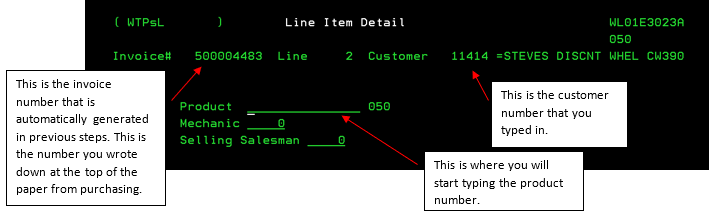 ( WTPsL ) Line Item Detail WL01E3023A
050
Invoice# 500004483 Line 2 Customer 11414 =STEVES DISCNT WHEL CW390
This is the invoice
number that is
automatically generated
in previous steps. This is
the number you wrote
down at the top of the
paper from purchasing.
This is the customer
number that you
typed in.
Product 050
Mechanic 0
Selling Salesman 0
This is where you will
start typing the product
number.